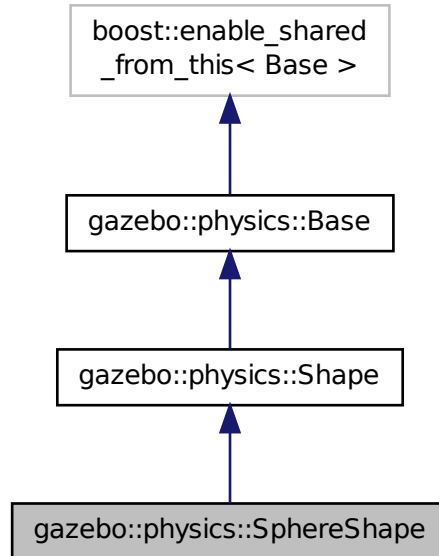 boost::enable_shared
_from_this< Base >
gazebo::physics::Base
gazebo::physics::Shape
gazebo::physics::SphereShape